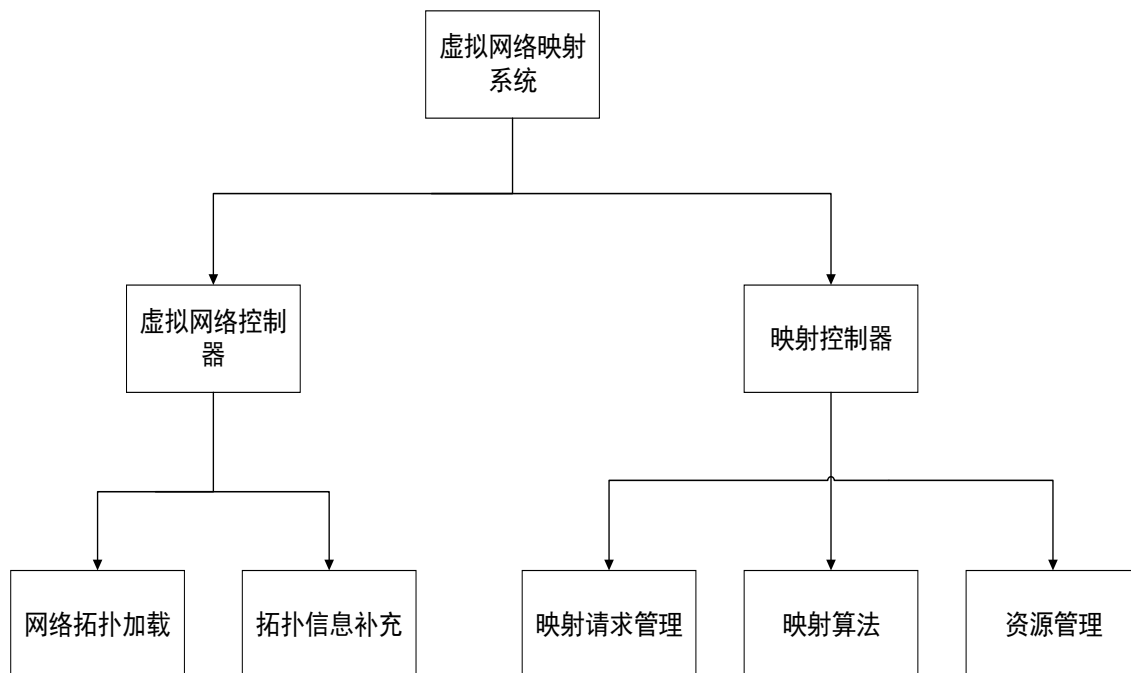 虚拟网络映射
系统
虚拟网络控制
器
映射控制器
网络拓扑加载
拓扑信息补充
映射请求管理
映射算法
资源管理